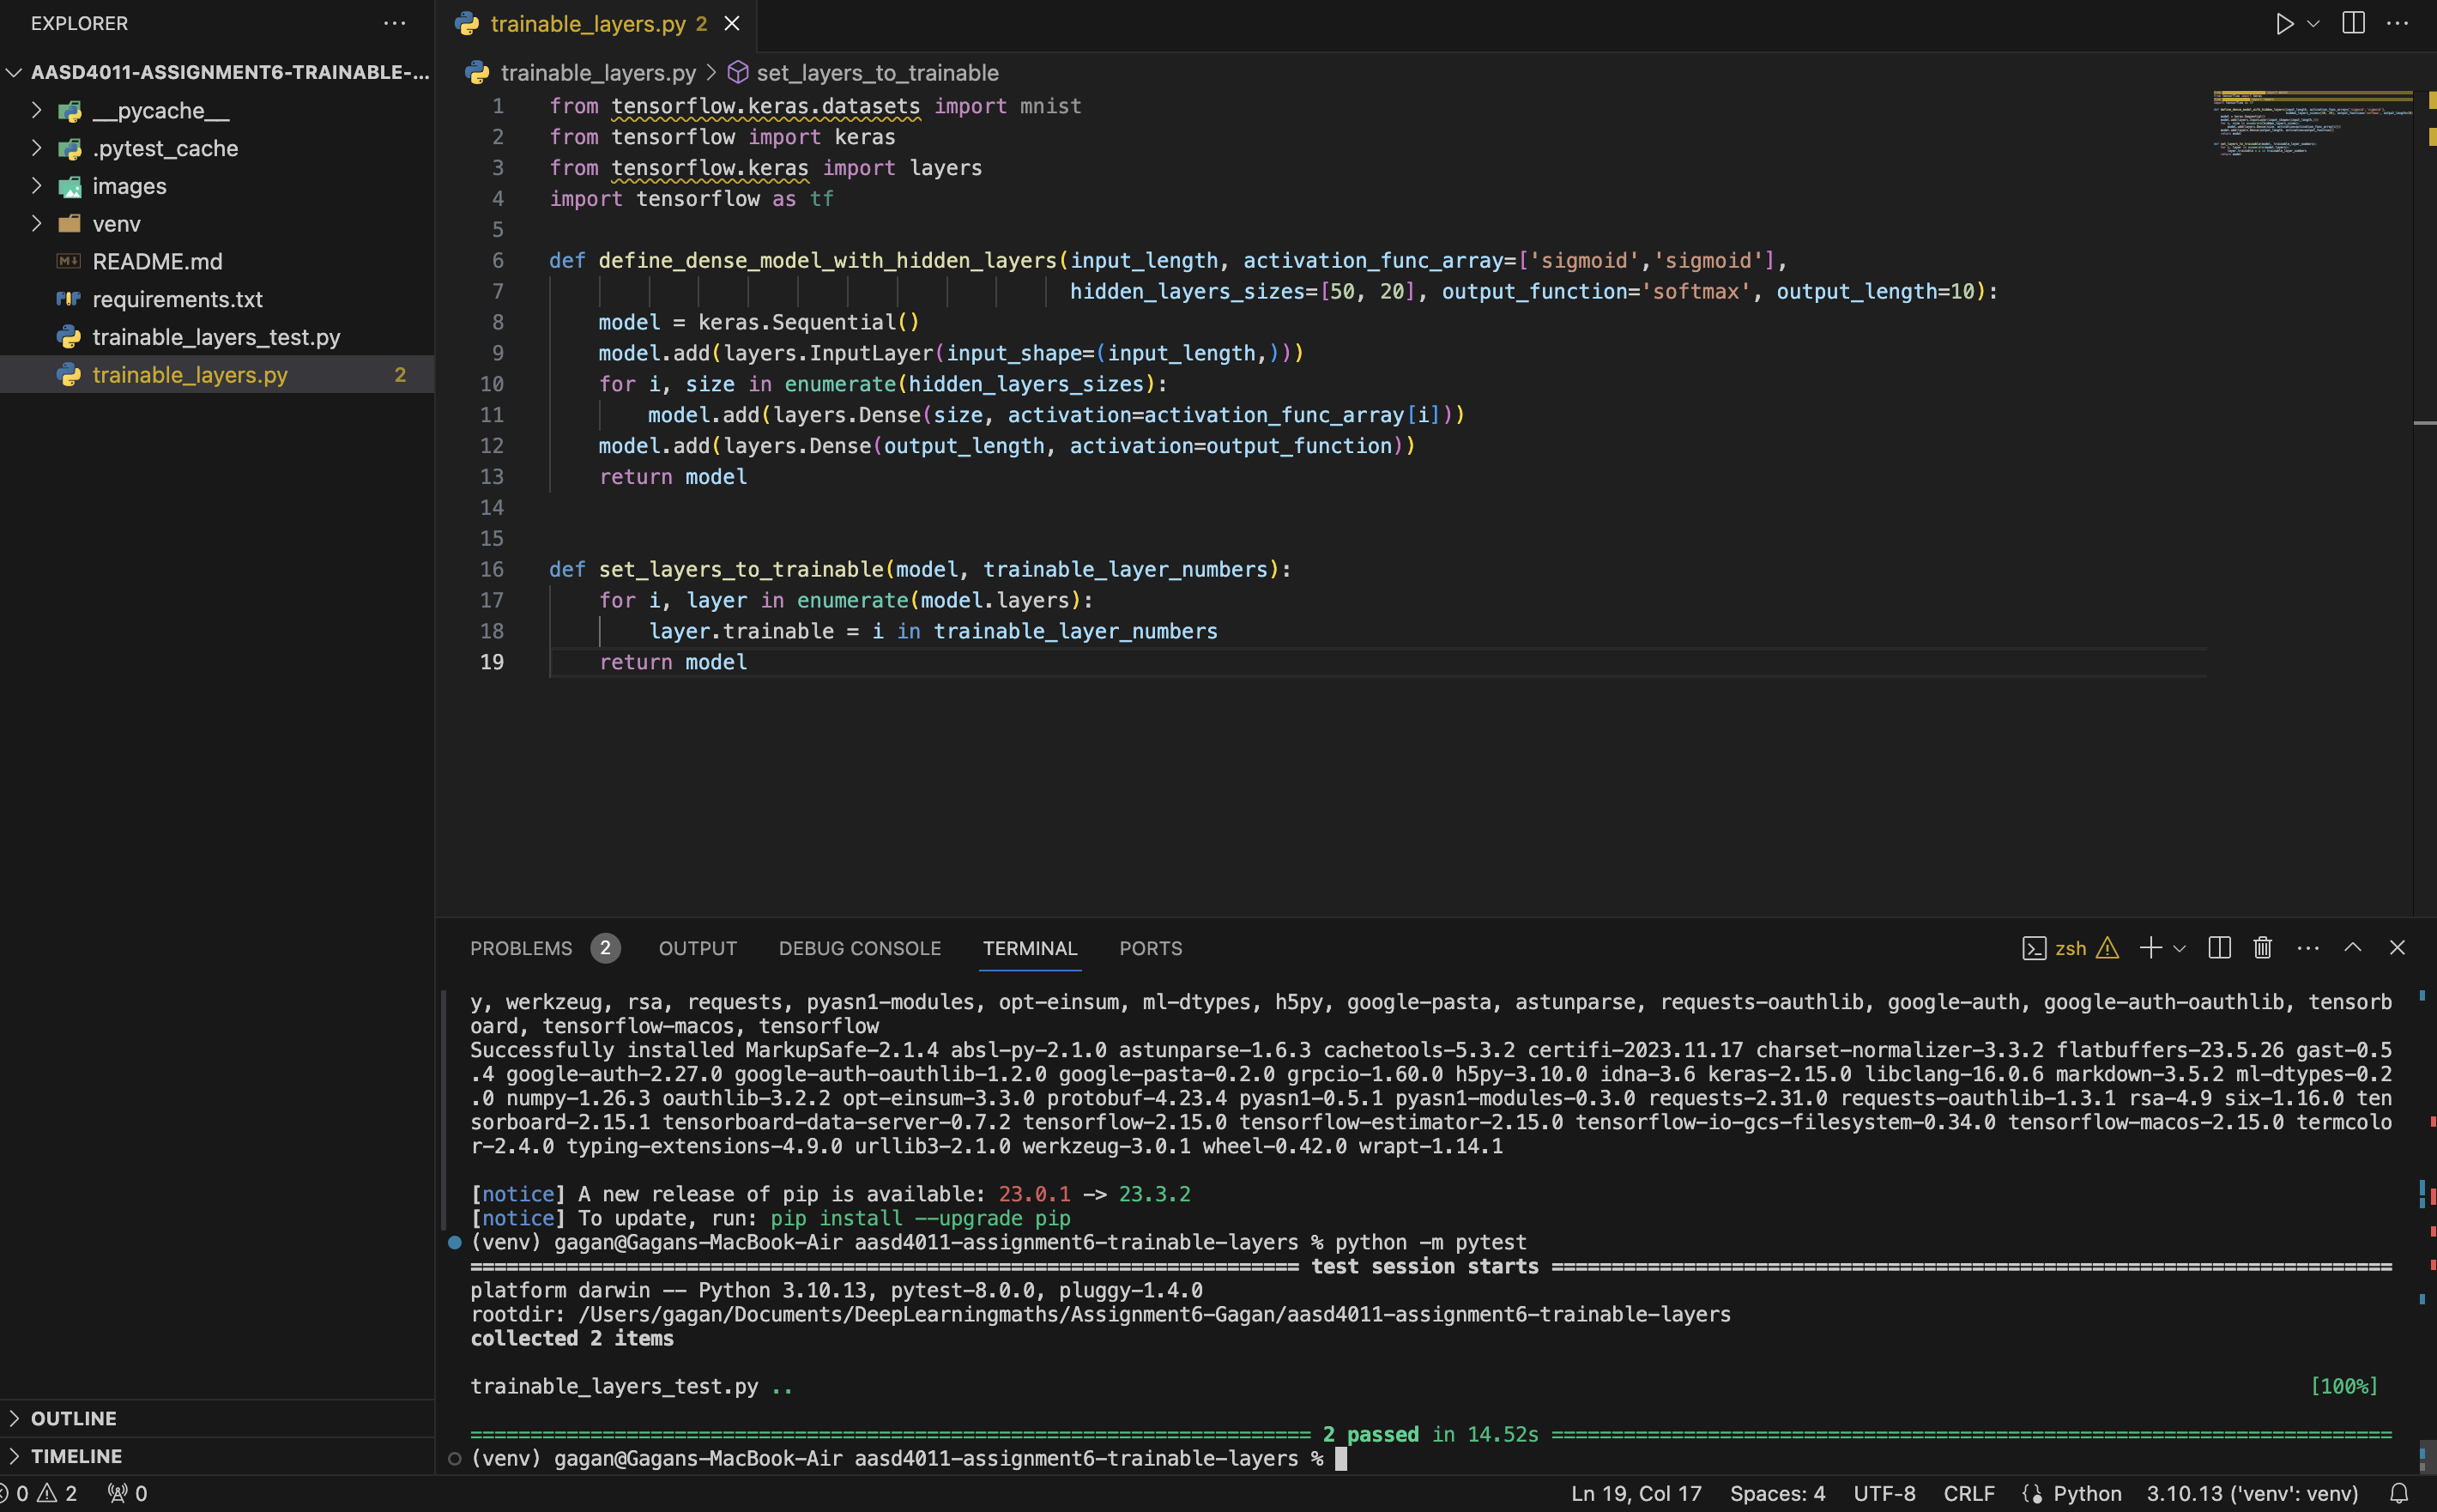 EXPLORER
AASD4011-ASSIGNMENT6-TRAINABLE-...
__pycache__
.pytest_cache
images
venv
README.md
requirements.txt
trainable_layers_test.py
trainable_layers.py 2
OUTLINE
TIMELINE
trainable_layers.py 2
trainable_layers.py > set_layers_to_trainable
1 from tensorflow.keras.datasets import mnist
2 from tensorflow import keras
3 from tensorflow.keras import layers
4 import tensorflow as tf
5
6 def define_dense_model_with_hidden_layers(input_length, activation_func_array=['sigmoid','sigmoid'],
7 hidden_layers_sizes=[50, 20], output_function='softmax', output_length=10):
8 model = keras.Sequential()
9 model.add(layers.InputLayer(input_shape=(input_length,)))
10 for i, size in enumerate(hidden_layers_sizes):
11 model.add(layers.Dense(size, activation=activation_func_array[i]))
12 model.add(layers.Dense(output_length, activation=output_function))
13 return model
14
15
16 def set_layers_to_trainable(model, trainable_layer_numbers):
17 for i, layer in enumerate(model.layers):
18 layer.trainable = i in trainable_layer_numbers
19 return model
PROBLEMS 2 OUTPUT DEBUG CONSOLE TERMINAL PORTS zsh
y, werkzeug, rsa, requests, pyasn1-modules, opt-einsum, ml-dtypes, h5py, google-pasta, astunparse, requests-oauthlib, google-auth, google-auth-oauthlib, tensorb
oard, tensorflow-macos, tensorflow
Successfully installed MarkupSafe-2.1.4 absl-py-2.1.0 astunparse-1.6.3 cachetools-5.3.2 certifi-2023.11.17 charset-normalizer-3.3.2 flatbuffers-23.5.26 gast-0.5
.4 google-auth-2.27.0 google-auth-oauthlib-1.2.0 google-pasta-0.2.0 grpcio-1.60.0 h5py-3.10.0 idna-3.6 keras-2.15.0 libclang-16.0.6 markdown-3.5.2 ml-dtypes-0.2
.0 numpy-1.26.3 oauthlib-3.2.2 opt-einsum-3.3.0 protobuf-4.23.4 pyasn1-0.5.1 pyasn1-modules-0.3.0 requests-2.31.0 requests-oauthlib-1.3.1 rsa-4.9 six-1.16.0 ten
sorboard-2.15.1 tensorboard-data-server-0.7.2 tensorflow-2.15.0 tensorflow-estimator-2.15.0 tensorflow-io-gcs-filesystem-0.34.0 tensorflow-macos-2.15.0 termcolo
r-2.4.0 typing-extensions-4.9.0 urllib3-2.1.0 werkzeug-3.0.1 wheel-0.42.0 wrapt-1.14.1
[notice] A new release of pip is available: 23.0.1 -> 23.3.2
[notice] To update, run: pip install --upgrade pip
(venv) gagan@Gagans-MacBook-Air aasd4011-assignment6-trainable-layers % python -m pytest
===================================================================== test session starts ======================================================================
platform darwin -- Python 3.10.13, pytest-8.0.0, pluggy-1.4.0
rootdir: /Users/gagan/Documents/DeepLearningmaths/Assignment6-Gagan/aasd4011-assignment6-trainable-layers
collected 2 items
trainable_layers_test.py .. [100%]
====================================================================== 2 passed in 14.52s ======================================================================
(venv) gagan@Gagans-MacBook-Air aasd4011-assignment6-trainable-layers %
0 2 0 Ln 19, Col 17 Spaces: 4 UTF-8 CRLF Python 3.10.13 ('venv': venv)